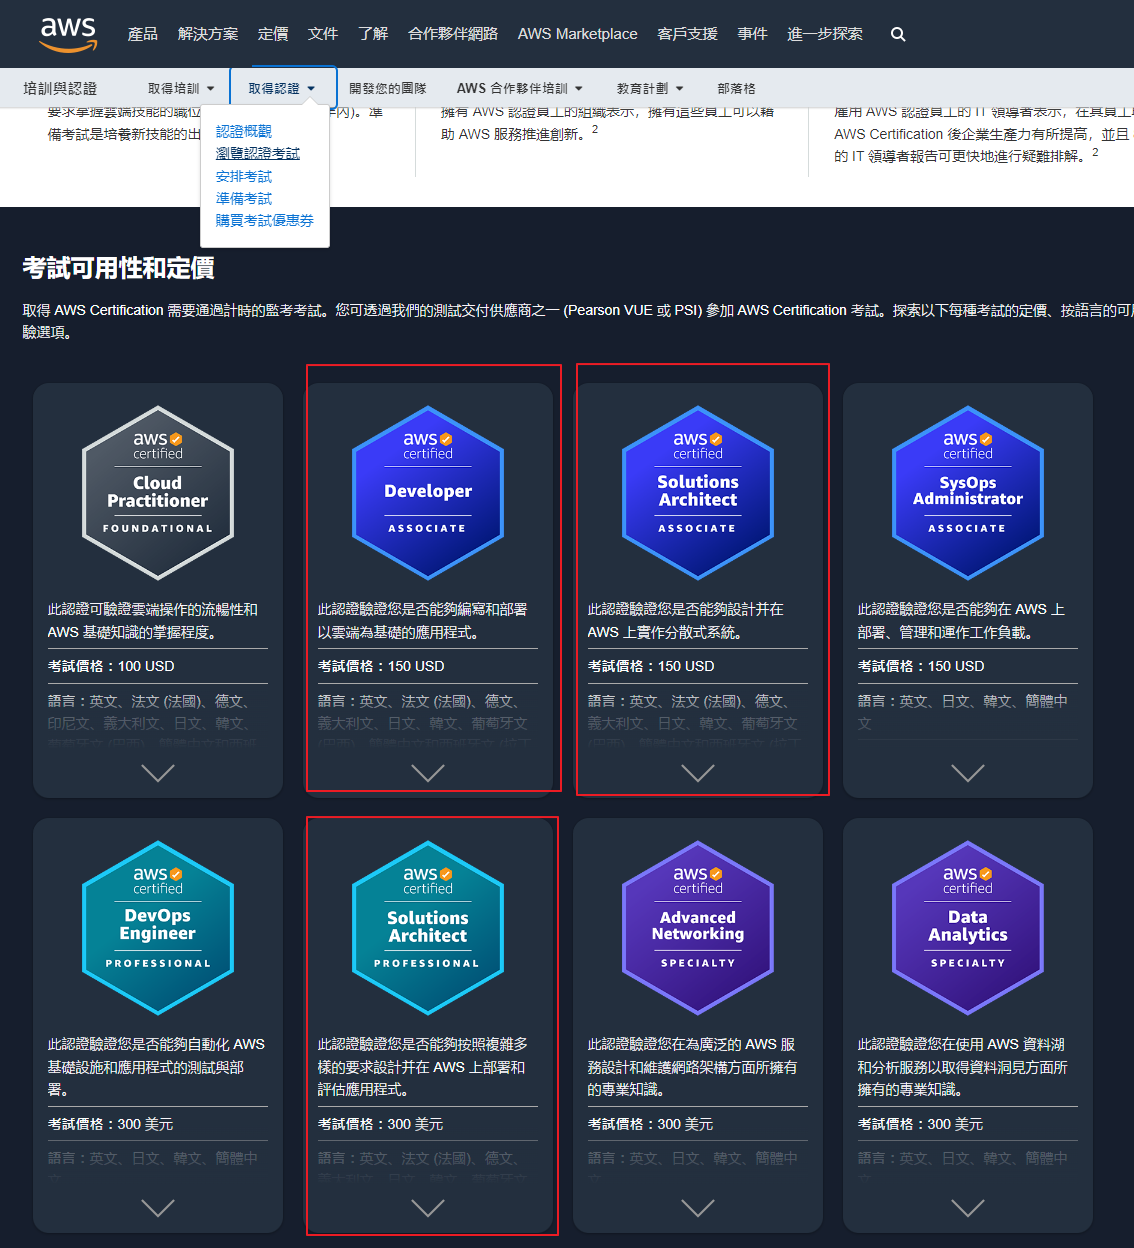 aws
產品 解決方案 定價 文件 了解 合作夥伴網路 AWS Marketplace 客戶支援 事件 進一步探索
培訓與認證 取得培訓 取得認證 開發您的團隊 AWS 合作夥伴培訓 教育計劃 部落格
認證概觀
瀏覽認證考試
安排考試
準備考試
購買考試優惠券
要求掌握雲端技能的職位
內)。準
備考試是培養新技能的出
擁有 AWS 認證員工的組織表示，擁有這些員工可以藉
助 AWS 服務推進創新。2
雇用 AWS 認證員工的 IT 領導者表示，在其員工
AWS Certification 後企業生產力有所提高，並且
的 IT 領導者報告可更快地進行疑難排解。2
考試可用性和定價
取得 AWS Certification 需要通過計時的監考考試。您可透過我們的測試交付供應商之一 (Pearson VUE 或 PSI) 參加 AWS Certification 考試。探索以下每種考試的定價、按語言的可
驗選項。
aws
certified
Cloud
Practitioner
FOUNDATIONAL
此認證可驗證雲端操作的流暢性和
AWS 基礎知識的掌握程度。
考試價格：100 USD
語言：英文、法文 (法國)、德文、
印尼文、義大利文、日文、韓文、
aws
certified
Developer
ASSOCIATE
此認證驗證您是否能夠編寫和部署
以雲端為基礎的應用程式。
考試價格：150 USD
語言：英文、法文 (法國)、德文、
義大利文、日文、韓文、葡萄牙文
aws
certified
Solutions
Architect
ASSOCIATE
此認證驗證您是否能夠設計并在
AWS 上實作分散式系統。
考試價格：150 USD
語言：英文、法文 (法國)、德文、
義大利文、日文、韓文、葡萄牙文
aws
certified
SysOps
Administrator
ASSOCIATE
此認證驗證您是否能夠在 AWS 上
部署、管理和運作工作負載。
考試價格：150 USD
語言：英文、日文、韓文、簡體中
文
aws
certified
DevOps
Engineer
PROFESSIONAL
此認證驗證您是否能夠自動化 AWS
基礎設施和應用程式的測試與部
署。
考試價格：300 美元
語言：英文、日文、韓文、簡體中
aws
certified
Solutions
Architect
PROFESSIONAL
此認證驗證您是否能夠按照複雜多
樣的要求設計并在 AWS 上部署和
評估應用程式。
考試價格：300 美元
語言：英文、法文 (法國)、德文、
aws
certified
Advanced
Networking
SPECIALTY
此認證驗證您在為廣泛的 AWS 服
務設計和維護網路架構方面所擁有
的專業知識。
考試價格：300 美元
語言：英文、日文、韓文、簡體中
aws
certified
Data
Analytics
SPECIALTY
此認證驗證您在使用 AWS 資料湖
和分析服務以取得資料洞見方面所
擁有的專業知識。
考試價格：300 美元
語言：英文、日文、韓文、簡體中